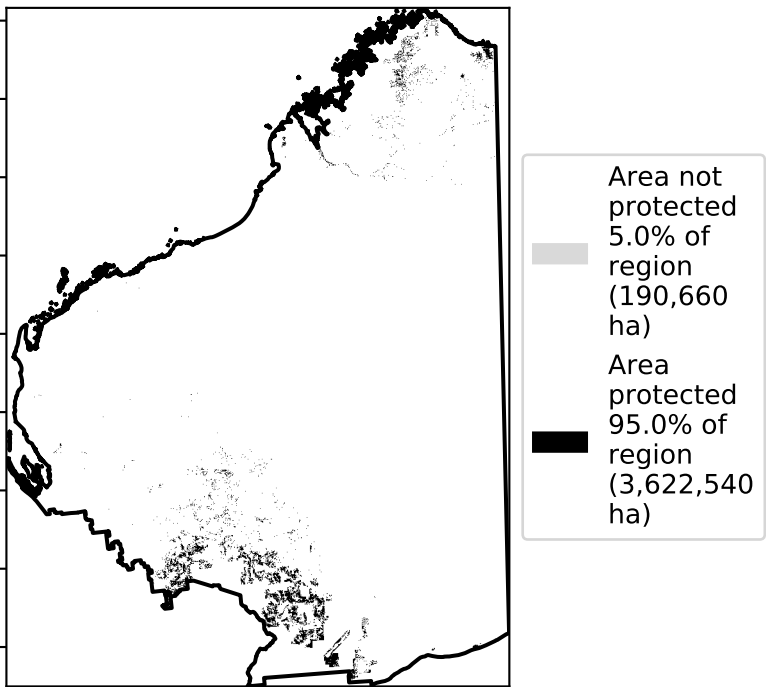 Area not
protected
5.0% of
region
(190,660
ha)
Area
protected
95.0% of
region
(3,622,540
ha)